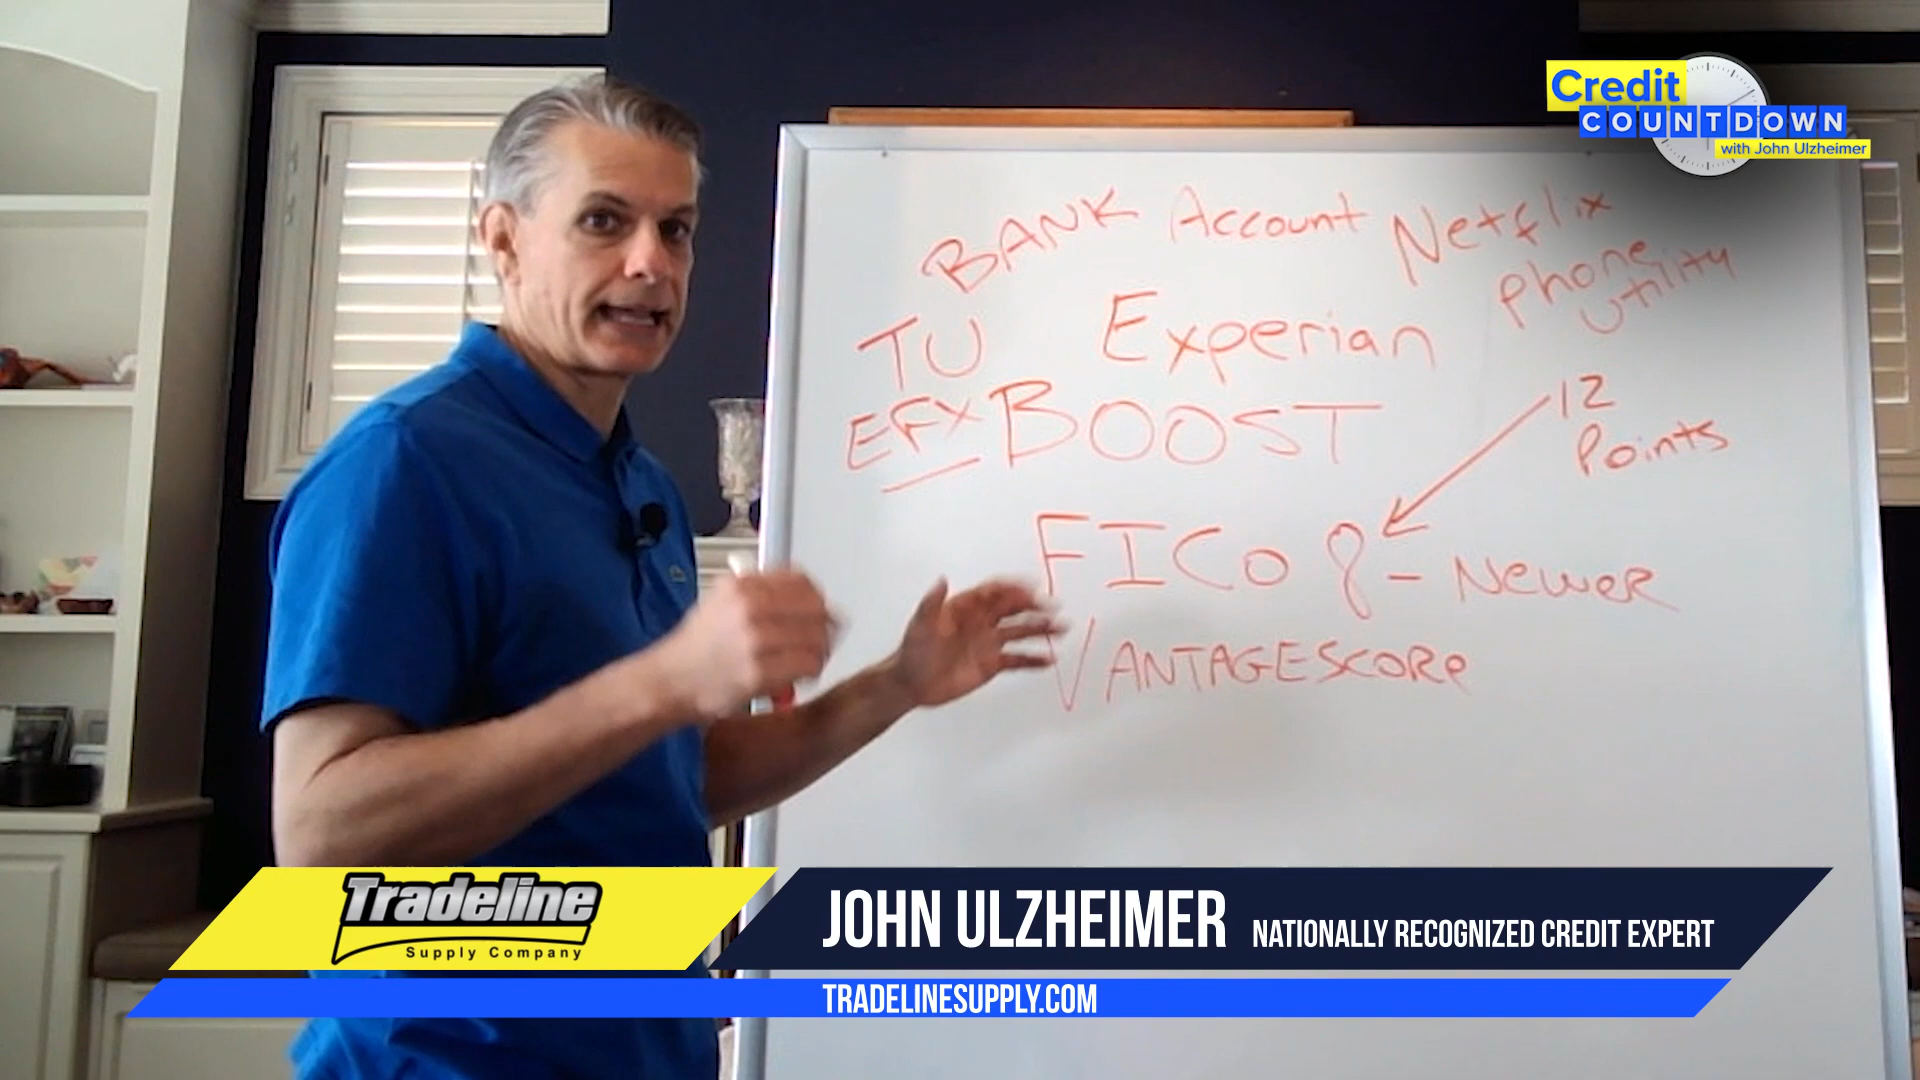 Credit
COUNTDOWN
with John Ulzheimer
BANK Account Netflix
Phone
Utility
TU Experian
EFX BOOST
12
Points
FICO 8 - Newer
VANTAGESCORe
Tradeline
Supply Company
JOHN ULZHEIMER NATIONALLY RECOGNIZED CREDIT EXPERT
TRADELINESUPPLY.COM